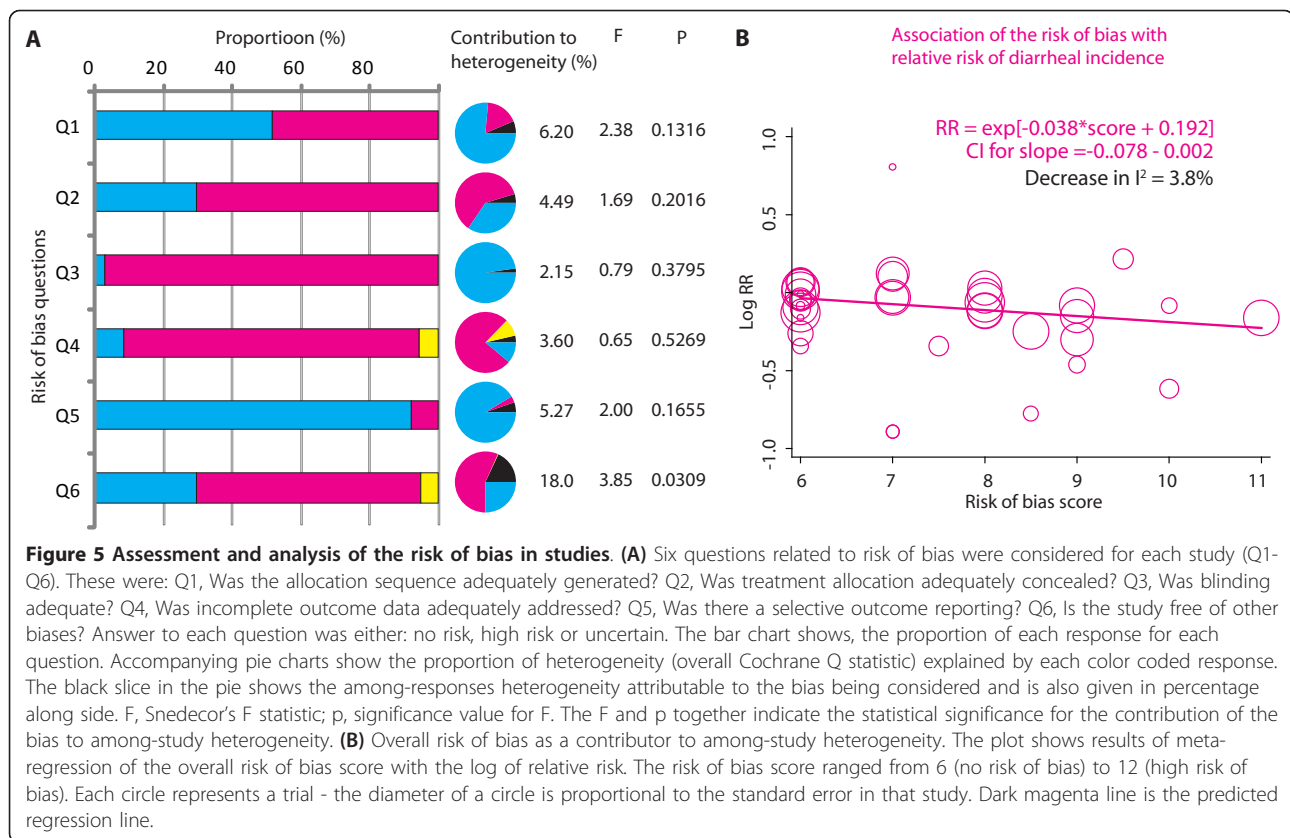 A
Proportioon (%)
Contribution to
heterogeneity (%)
F
P
0 20 40 60 80
Risk of bias questions
Q1 6.20 2.38 0.1316
Q2 4.49 1.69 0.2016
Q3 2.15 0.79 0.3795
Q4 3.60 0.65 0.5269
Q5 5.27 2.00 0.1655
Q6 18.0 3.85 0.0309
B
Association of the risk of bias with
relative risk of diarrheal incidence
RR = exp[-0.038*score + 0.192]
CI for slope =-0..078 - 0.002
Decrease in I² = 3.8%
Log RR
1.0
0.5
-0.5
-1.0
6 7 8 9 10 11
Risk of bias score
Figure 5 Assessment and analysis of the risk of bias in studies. (A) Six questions related to risk of bias were considered for each study (Q1-
Q6). These were: Q1, Was the allocation sequence adequately generated? Q2, Was treatment allocation adequately concealed? Q3, Was blinding
adequate? Q4, Was incomplete outcome data adequately addressed? Q5, Was there a selective outcome reporting? Q6, Is the study free of other
biases? Answer to each question was either: no risk, high risk or uncertain. The bar chart shows, the proportion of each response for each
question. Accompanying pie charts show the proportion of heterogeneity (overall Cochrane Q statistic) explained by each color coded response.
The black slice in the pie shows the among-responses heterogeneity attributable to the bias being considered and is also given in percentage
along side. F, Snedecor's F statistic; p, significance value for F. The F and p together indicate the statistical significance for the contribution of the
bias to among-study heterogeneity. (B) Overall risk of bias as a contributor to among-study heterogeneity. The plot shows results of meta-
regression of the overall risk of bias score with the log of relative risk. The risk of bias score ranged from 6 (no risk of bias) to 12 (high risk of
bias). Each circle represents a trial - the diameter of a circle is proportional to the standard error in that study. Dark magenta line is the predicted
regression line.